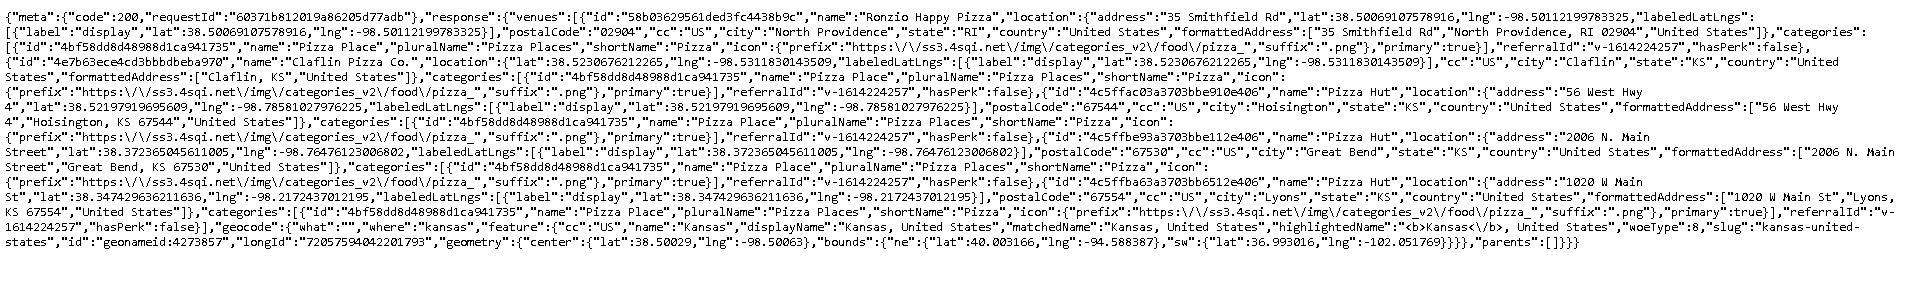 {"meta":{"code":200,"requestId":"60371b812019a86205d77adb"},"response":{"venues":[{"id":"58b03629561ded3fc4438b9c","name":"Ronzio Happy Pizza","location":{"address":"35 Smithfield Rd","lat":38.50069107578916,"lng":-98.50112199783325,"labeledLatLngs":
[{"label":"display","lat":38.50069107578916,"lng":-98.50112199783325}],"postalCode":"02904","cc":"US","city":"North Providence","state":"RI","country":"United States","formattedAddress":["35 Smithfield Rd","North Providence, RI 02904","United States"]},"categories":
[{"id":"4bf58dd8d48988d1ca941735","name":"Pizza Place","pluralName":"Pizza Places","shortName":"Pizza","icon":{"prefix":"https:\/\/ss3.4sqi.net\/img\/categories_v2\/food\/pizza_","suffix":".png"},"primary":true}],"referralId":"v-1614224257","hasPerk":false},
{"id":"4e7b63ece4cd3bbbdbeba970","name":"Claflin Pizza Co.","location":{"lat":38.5230676212265,"lng":-98.5311830143509,"labeledLatLngs":[{"label":"display","lat":38.5230676212265,"lng":-98.5311830143509}],"cc":"US","city":"Claflin","state":"KS","country":"United
States","formattedAddress":["Claflin, KS","United States"]},"categories":[{"id":"4bf58dd8d48988d1ca941735","name":"Pizza Place","pluralName":"Pizza Places","shortName":"Pizza","icon":
{"prefix":"https:\/\/ss3.4sqi.net\/img\/categories_v2\/food\/pizza_","suffix":".png"},"primary":true}],"referralId":"v-1614224257","hasPerk":false},{"id":"4c5ffac03a3703bbe910e406","name":"Pizza Hut","location":{"address":"56 West Hwy
4","lat":38.52197919695609,"lng":-98.78581027976225,"labeledLatLngs":[{"label":"display","lat":38.52197919695609,"lng":-98.78581027976225}],"postalCode":"67544","cc":"US","city":"Hoisington","state":"KS","country":"United States","formattedAddress":["56 West Hwy
4","Hoisington, KS 67544","United States"]},"categories":[{"id":"4bf58dd8d48988d1ca941735","name":"Pizza Place","pluralName":"Pizza Places","shortName":"Pizza","icon":
{"prefix":"https:\/\/ss3.4sqi.net\/img\/categories_v2\/food\/pizza_","suffix":".png"},"primary":true}],"referralId":"v-1614224257","hasPerk":false},{"id":"4c5ffbe93a3703bbe112e406","name":"Pizza Hut","location":{"address":"2006 N. Main
Street","lat":38.372365045611005,"lng":-98.76476123006802,"labeledLatLngs":[{"label":"display","lat":38.372365045611005,"lng":-98.76476123006802}],"postalCode":"67530","cc":"US","city":"Great Bend","state":"KS","country":"United States","formattedAddress":["2006 N. Main
Street","Great Bend, KS 67530","United States"]},"categories":[{"id":"4bf58dd8d48988d1ca941735","name":"Pizza Place","pluralName":"Pizza Places","shortName":"Pizza","icon":
{"prefix":"https:\/\/ss3.4sqi.net\/img\/categories_v2\/food\/pizza_","suffix":".png"},"primary":true}],"referralId":"v-1614224257","hasPerk":false},{"id":"4c5ffba63a3703bb6512e406","name":"Pizza Hut","location":{"address":"1020 W Main
St","lat":38.347429636211636,"lng":-98.2172437012195,"labeledLatLngs":[{"label":"display","lat":38.347429636211636,"lng":-98.2172437012195}],"postalCode":"67554","cc":"US","city":"Lyons","state":"KS","country":"United States","formattedAddress":["1020 W Main St","Lyons,
KS 67554","United States"]},"categories":[{"id":"4bf58dd8d48988d1ca941735","name":"Pizza Place","pluralName":"Pizza Places","shortName":"Pizza","icon":{"prefix":"https:\/\/ss3.4sqi.net\/img\/categories_v2\/food\/pizza_","suffix":".png"},"primary":true}],"referralId":"v-
1614224257","hasPerk":false}],"geocode":{"what":"","where":"kansas","feature":{"cc":"US","name":"Kansas","displayName":"Kansas, United States","matchedName":"Kansas, United States","highlightedName":"<b>Kansas<\/b>, United States","woeType":8,"slug":"kansas-united-
states","id":"geonameid:4273857","longId":"72057594042201793","geometry":{"center":{"lat":38.50029,"lng":-98.50063},"bounds":{"ne":{"lat":40.003166,"lng":-94.588387},"sw":{"lat":36.993016,"lng":-102.051769}}}},"parents":[]}}}